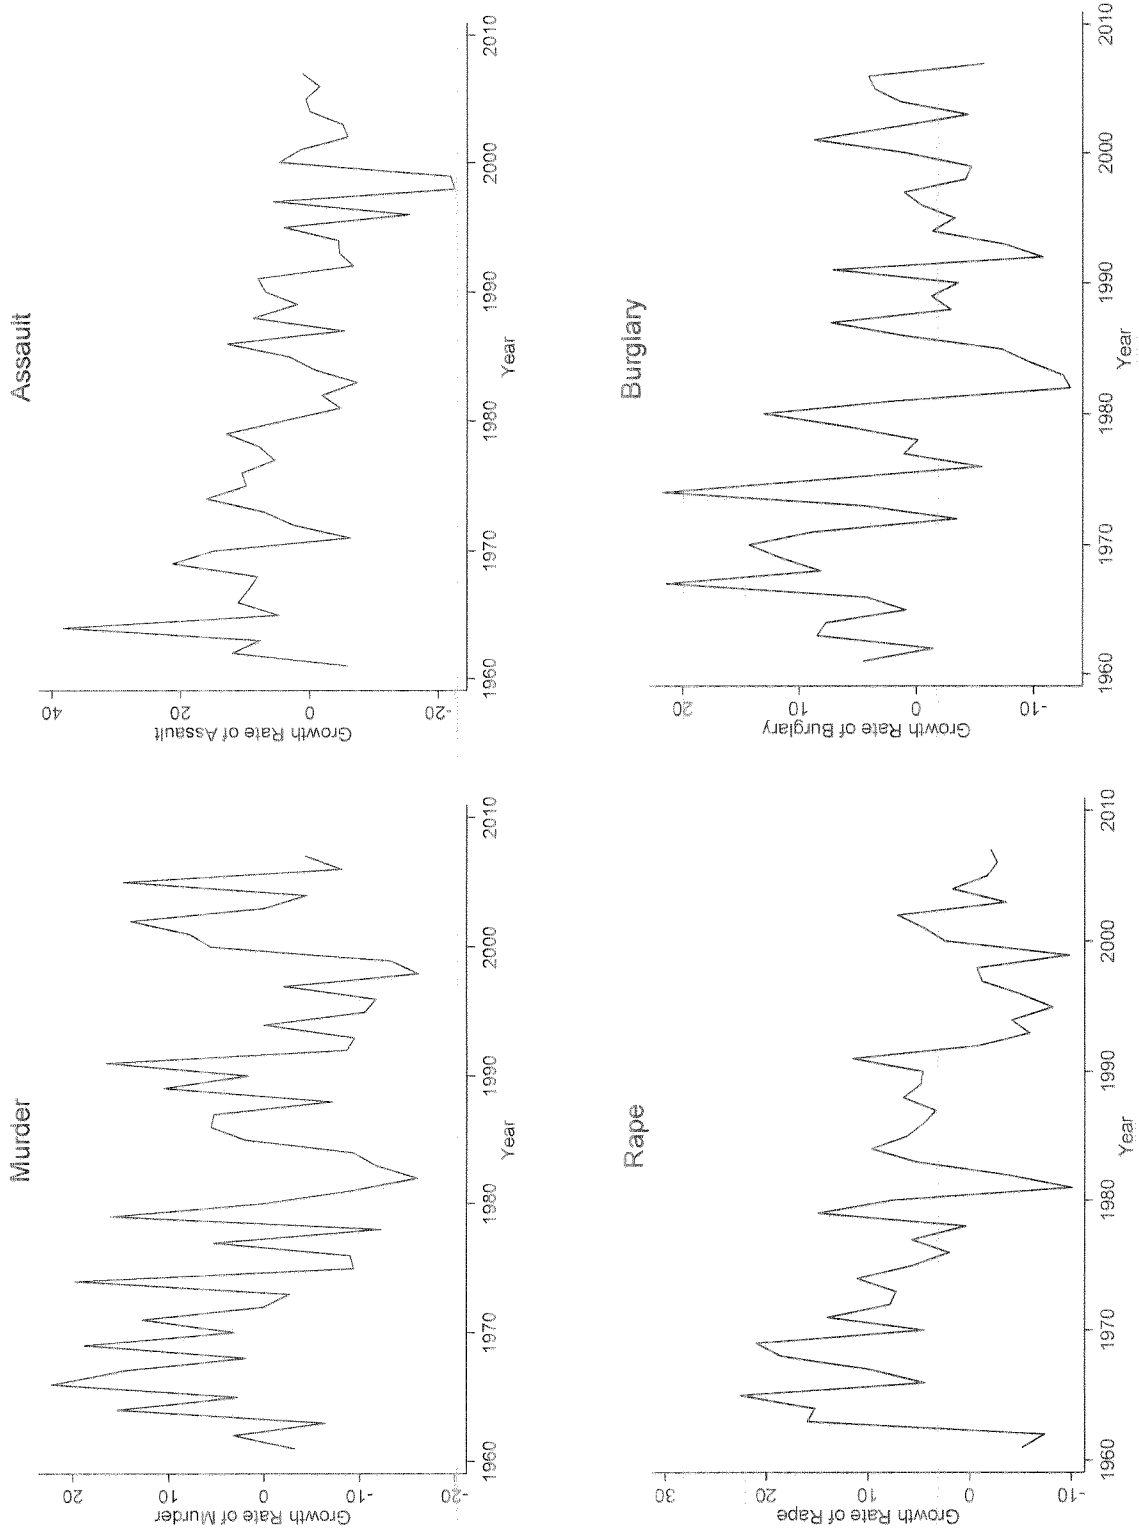 Murder
Growth Rate of Murder
20
10
0
-10
-20
1960 1970 1980 1990 2000 2010
Year
Assault
Growth Rate of Assault
40
20
0
-20
1960 1970 1980 1990 2000 2010
Year
Rape
Growth Rate of Rape
30
20
10
0
-10
1960 1970 1980 1990 2000 2010
Year
Burglary
Growth Rate of Burglary
20
10
0
-10
1960 1970 1980 1990 2000 2010
Year